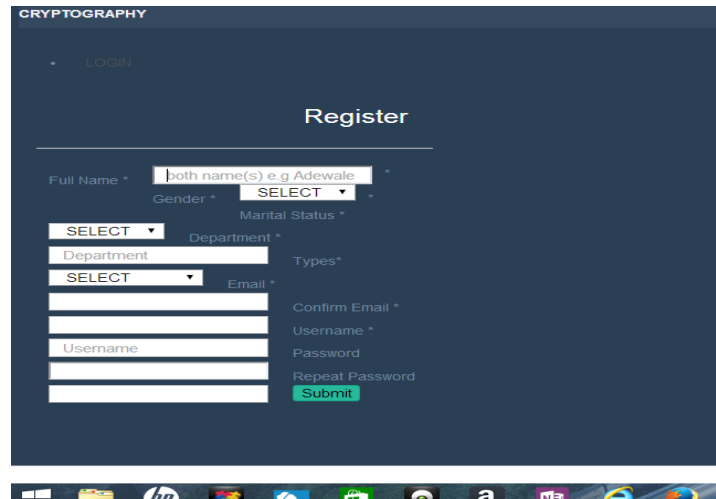 CRYPTOGRAPHY
LOGIN
Register
Full Name * both name(s) e.g Adewale *
Gender * SELECT *
Marital Status *
SELECT Department *
Department Types*
SELECT Email *
Confirm Email *
Username *
Username Password
Repeat Password
Submit
hp
a
N